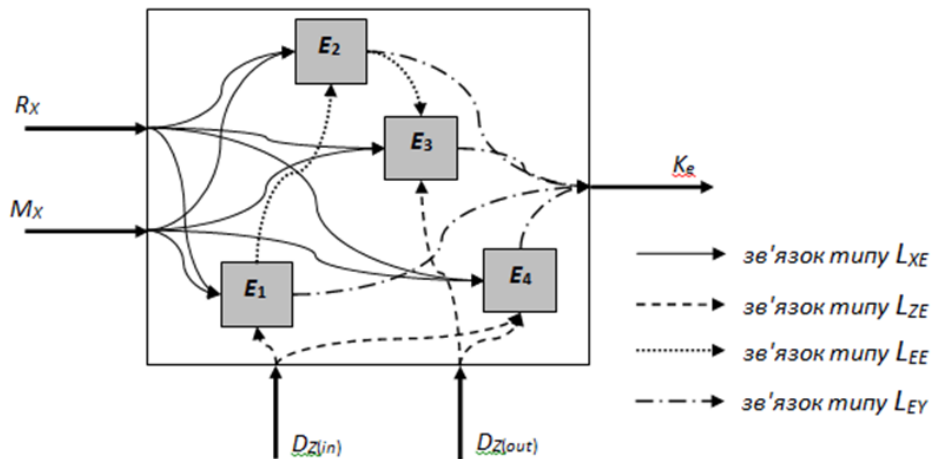 E2
RX
E3
Ke
MX
зв'язок типу LXE
E1
E4
зв'язок типу LZE
зв'язок типу LEE
зв'язок типу LEY
DZ(in)
DZ(out)